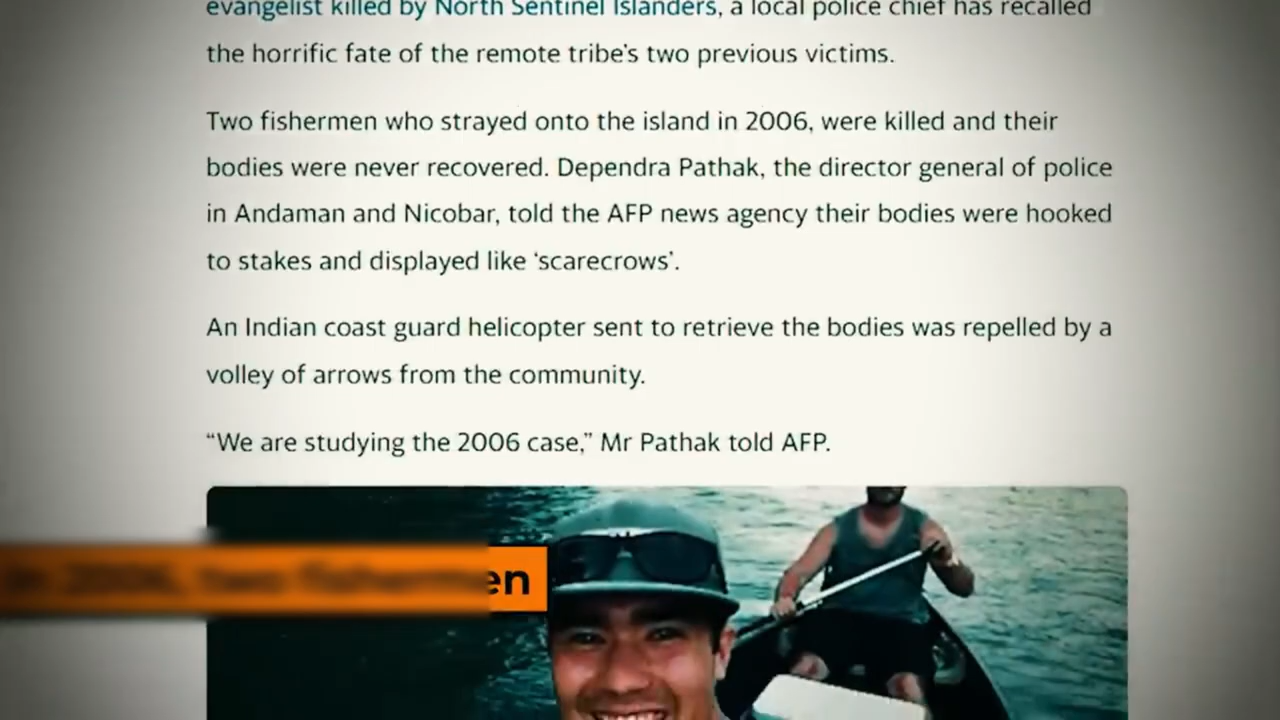 evangelist killed by North Sentinel Islanders, a local police chief has recalled
the horrific fate of the remote tribe's two previous victims.
Two fishermen who strayed onto the island in 2006, were killed and their
bodies were never recovered. Dependra Pathak, the director general of police
in Andaman and Nicobar, told the AFP news agency their bodies were hooked
to stakes and displayed like ‘scarecrows’.
An Indian coast guard helicopter sent to retrieve the bodies was repelled by a
volley of arrows from the community.
“We are studying the 2006 case,” Mr Pathak told AFP.
in 2006, two fishermen